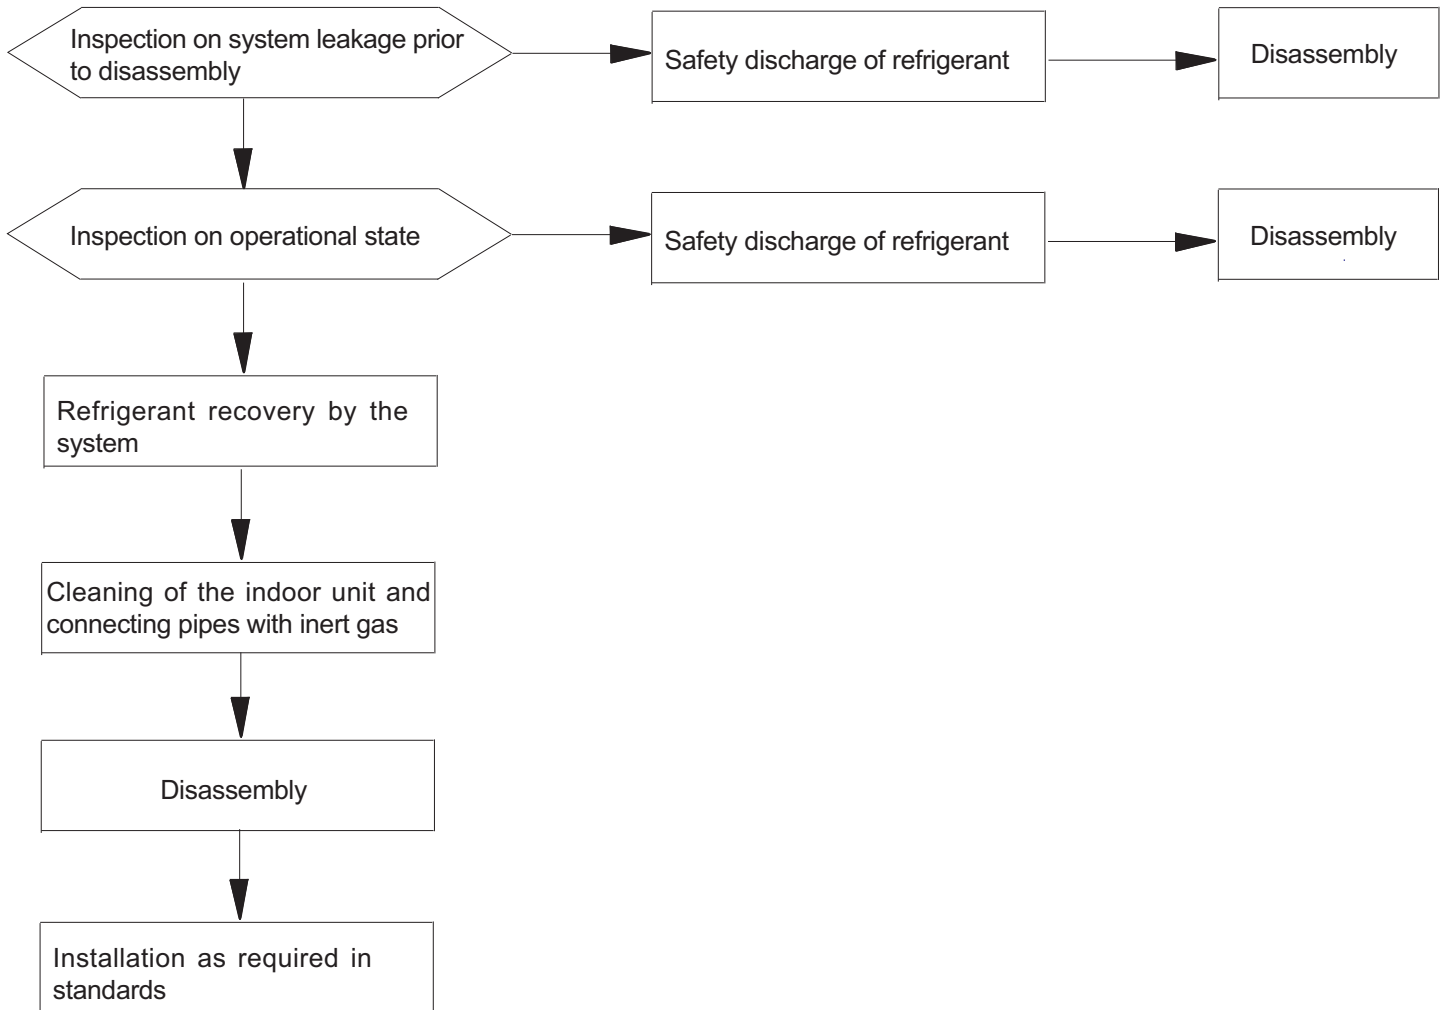 Inspection on system leakage prior
to disassembly
Safety discharge of refrigerant
Disassembly
Inspection on operational state
Safety discharge of refrigerant
Disassembly
Refrigerant recovery by the
system
Cleaning of the indoor unit and
connecting pipes with inert gas
Disassembly
Installation as required in
standards